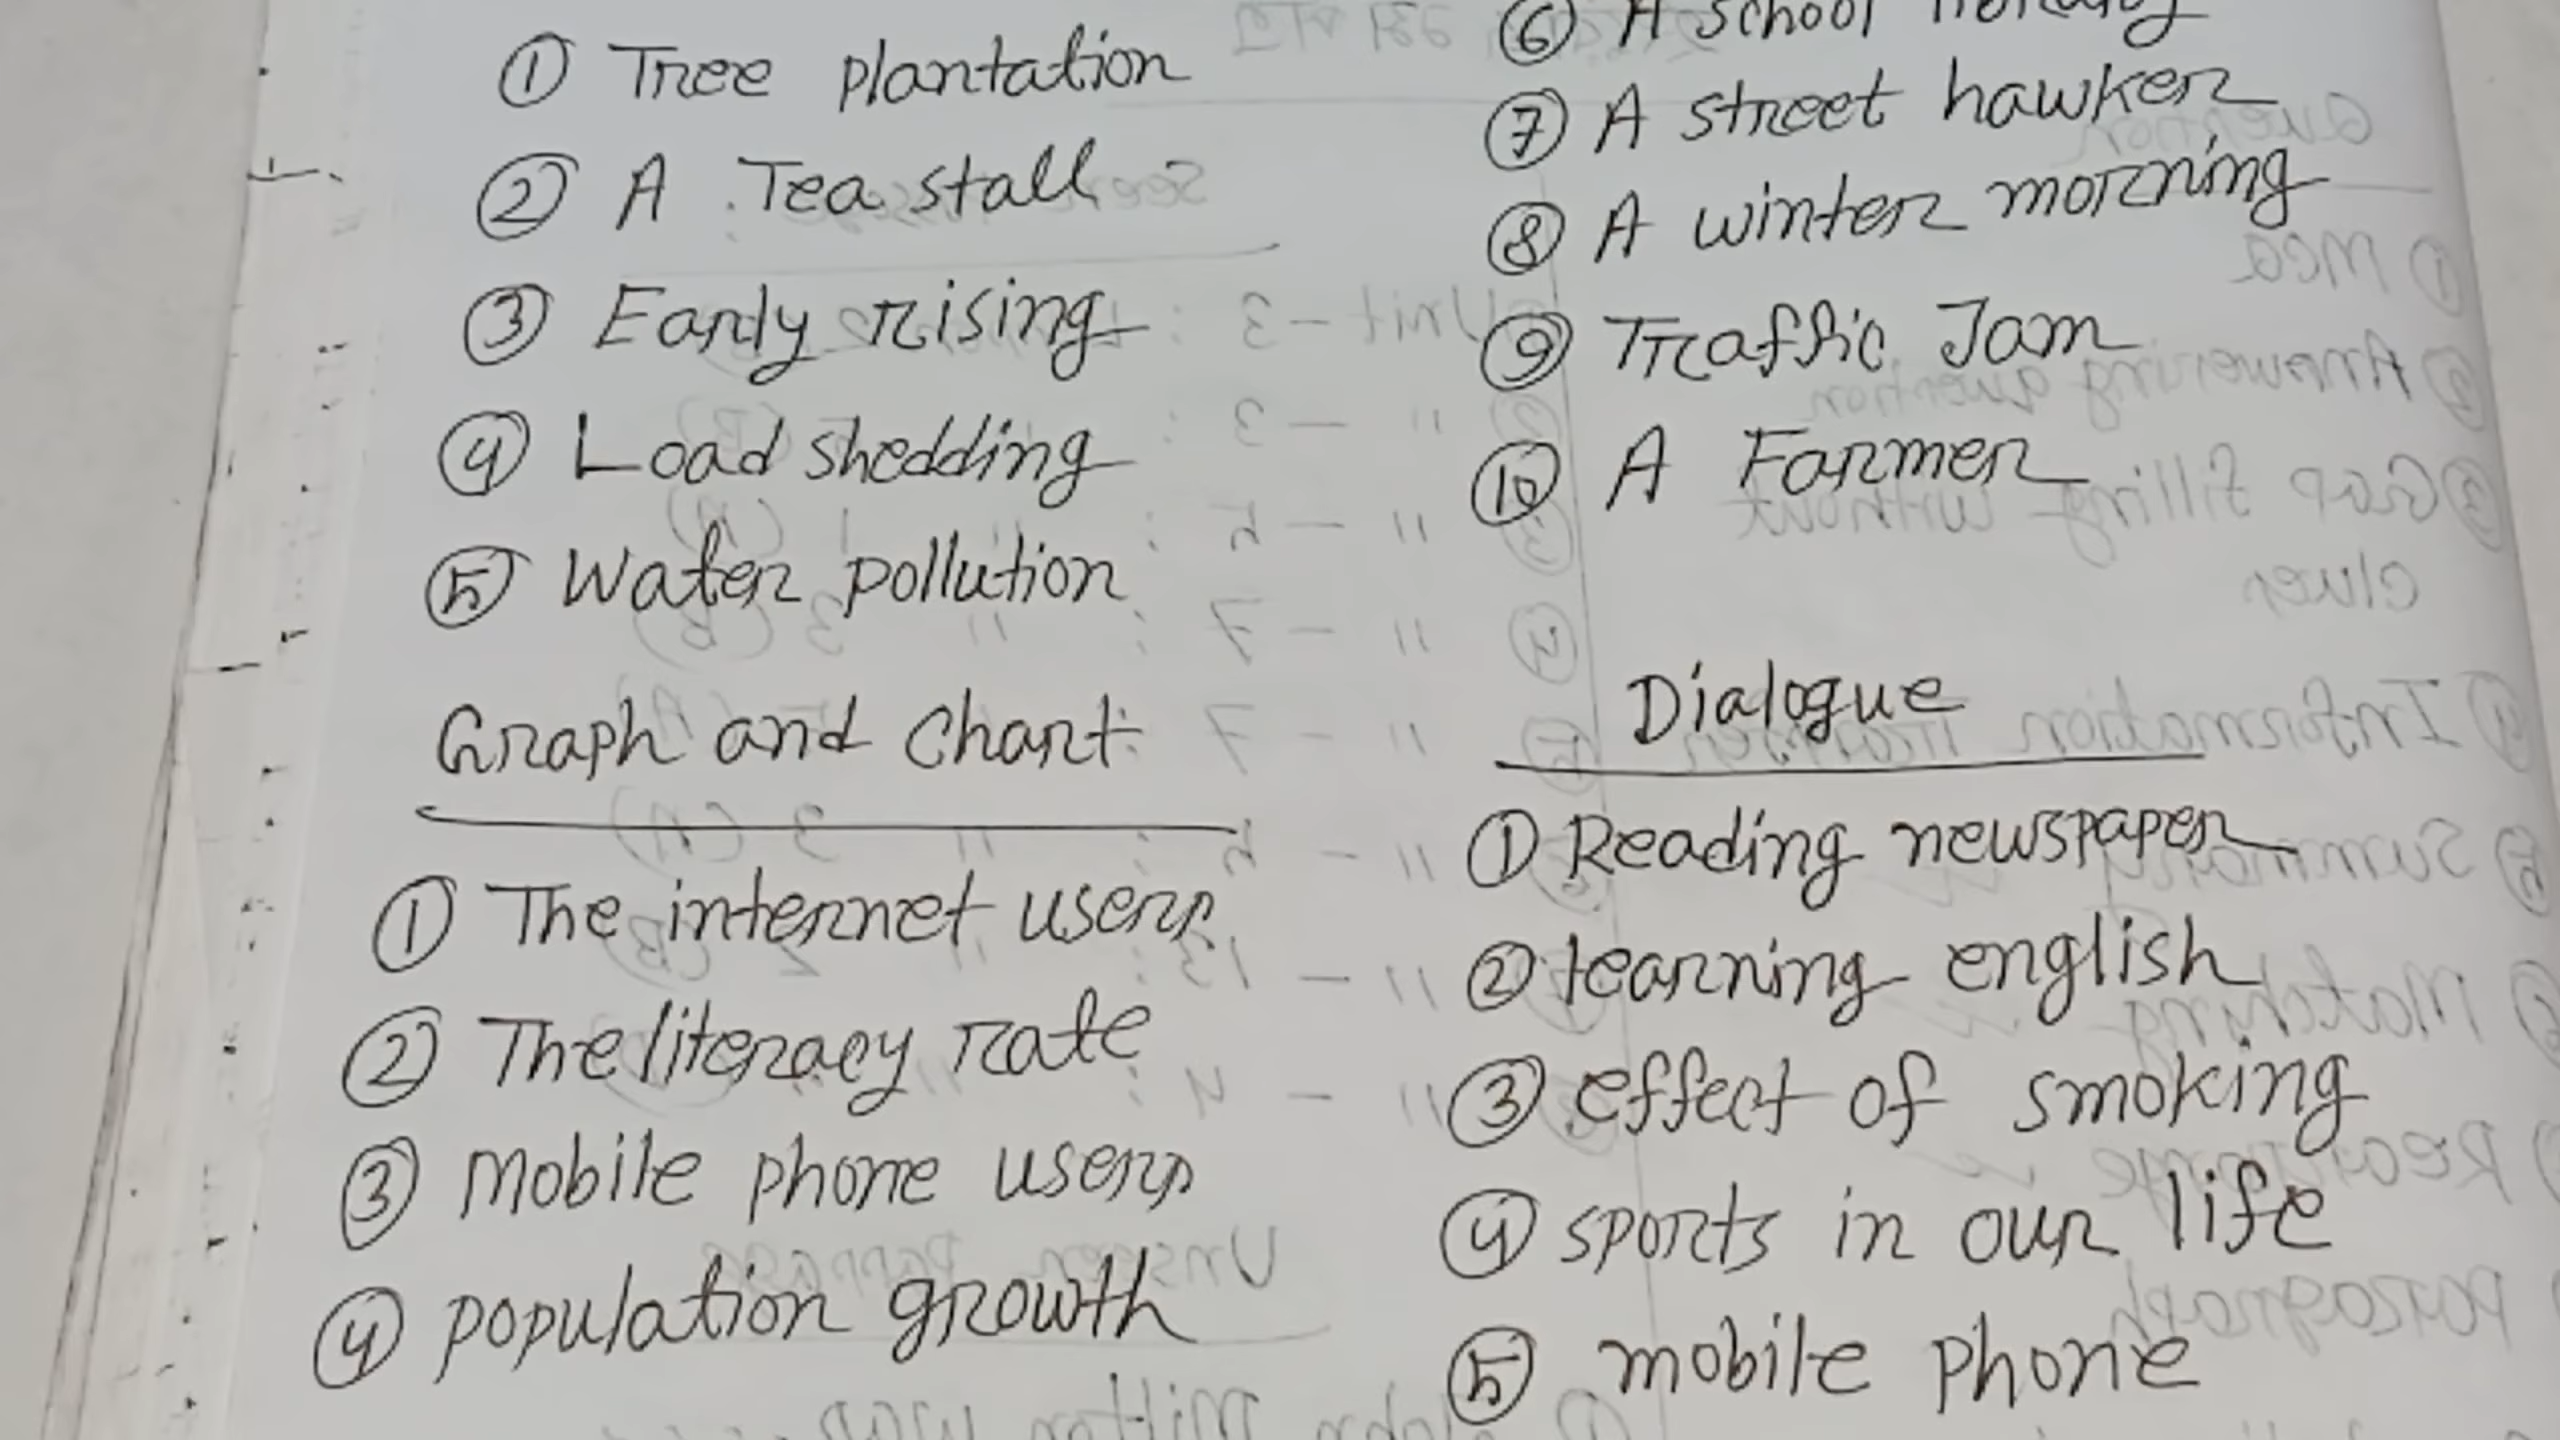 ① Tree plantation
② A Tea stall
③ Early rising
④ Load shedding
⑤ Water pollution
⑥ A school
⑦ A street hawker
⑧ A winter morning
⑨ Traffic Jam
⑩ A Farmer
Graph and Chart
① The internet users
② The literacy rate
③ Mobile phone users
④ population growth
Dialogue
① Reading newspaper
② learning english
③ effect of smoking
④ sports in our life
⑤ mobile phone